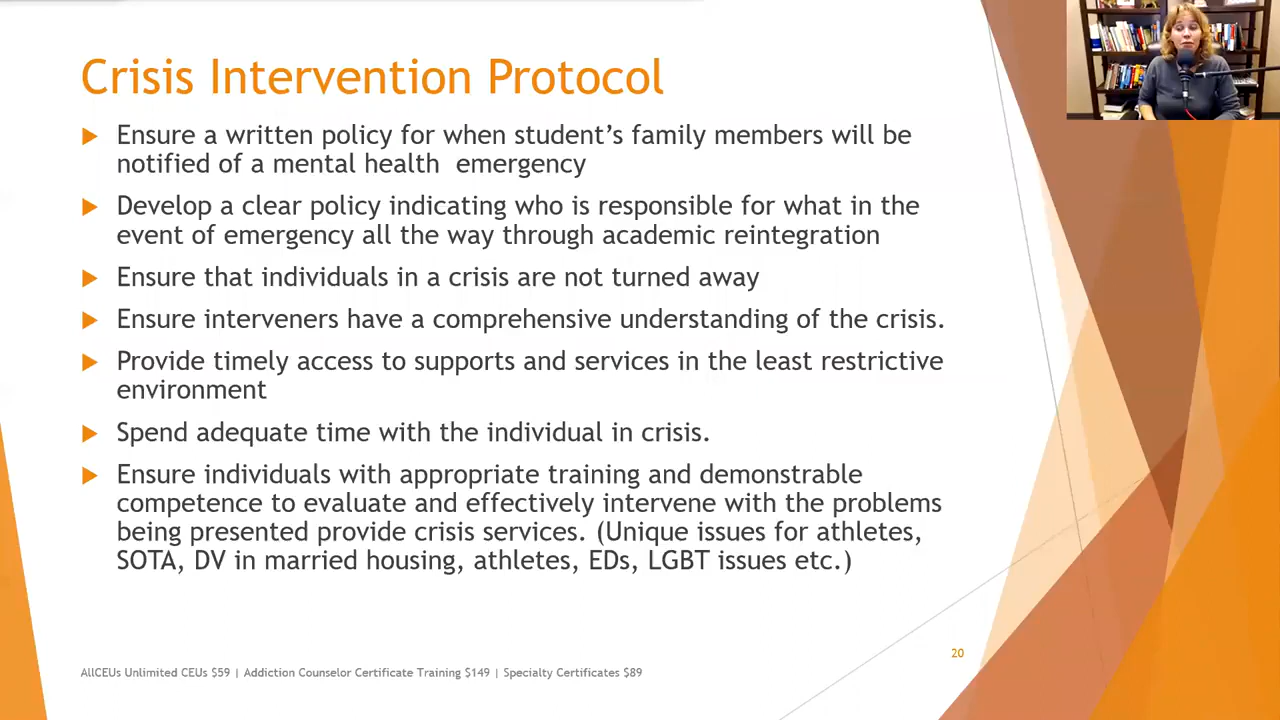 Crisis Intervention Protocol
Ensure a written policy for when student’s family members will be
notified of a mental health  emergency
Develop a clear policy indicating who is responsible for what in the
event of emergency all the way through academic reintegration
Ensure that individuals in a crisis are not turned away
Ensure interveners have a comprehensive understanding of the crisis.
Provide timely access to supports and services in the least restrictive
environment
Spend adequate time with the individual in crisis.
Ensure individuals with appropriate training and demonstrable
competence to evaluate and effectively intervene with the problems
being presented provide crisis services. (Unique issues for athletes,
SOTA, DV in married housing, athletes, EDs, LGBT issues etc.)
20
AllCEUs Unlimited CEUs $59 | Addiction Counselor Certificate Training $149 | Specialty Certificates $89